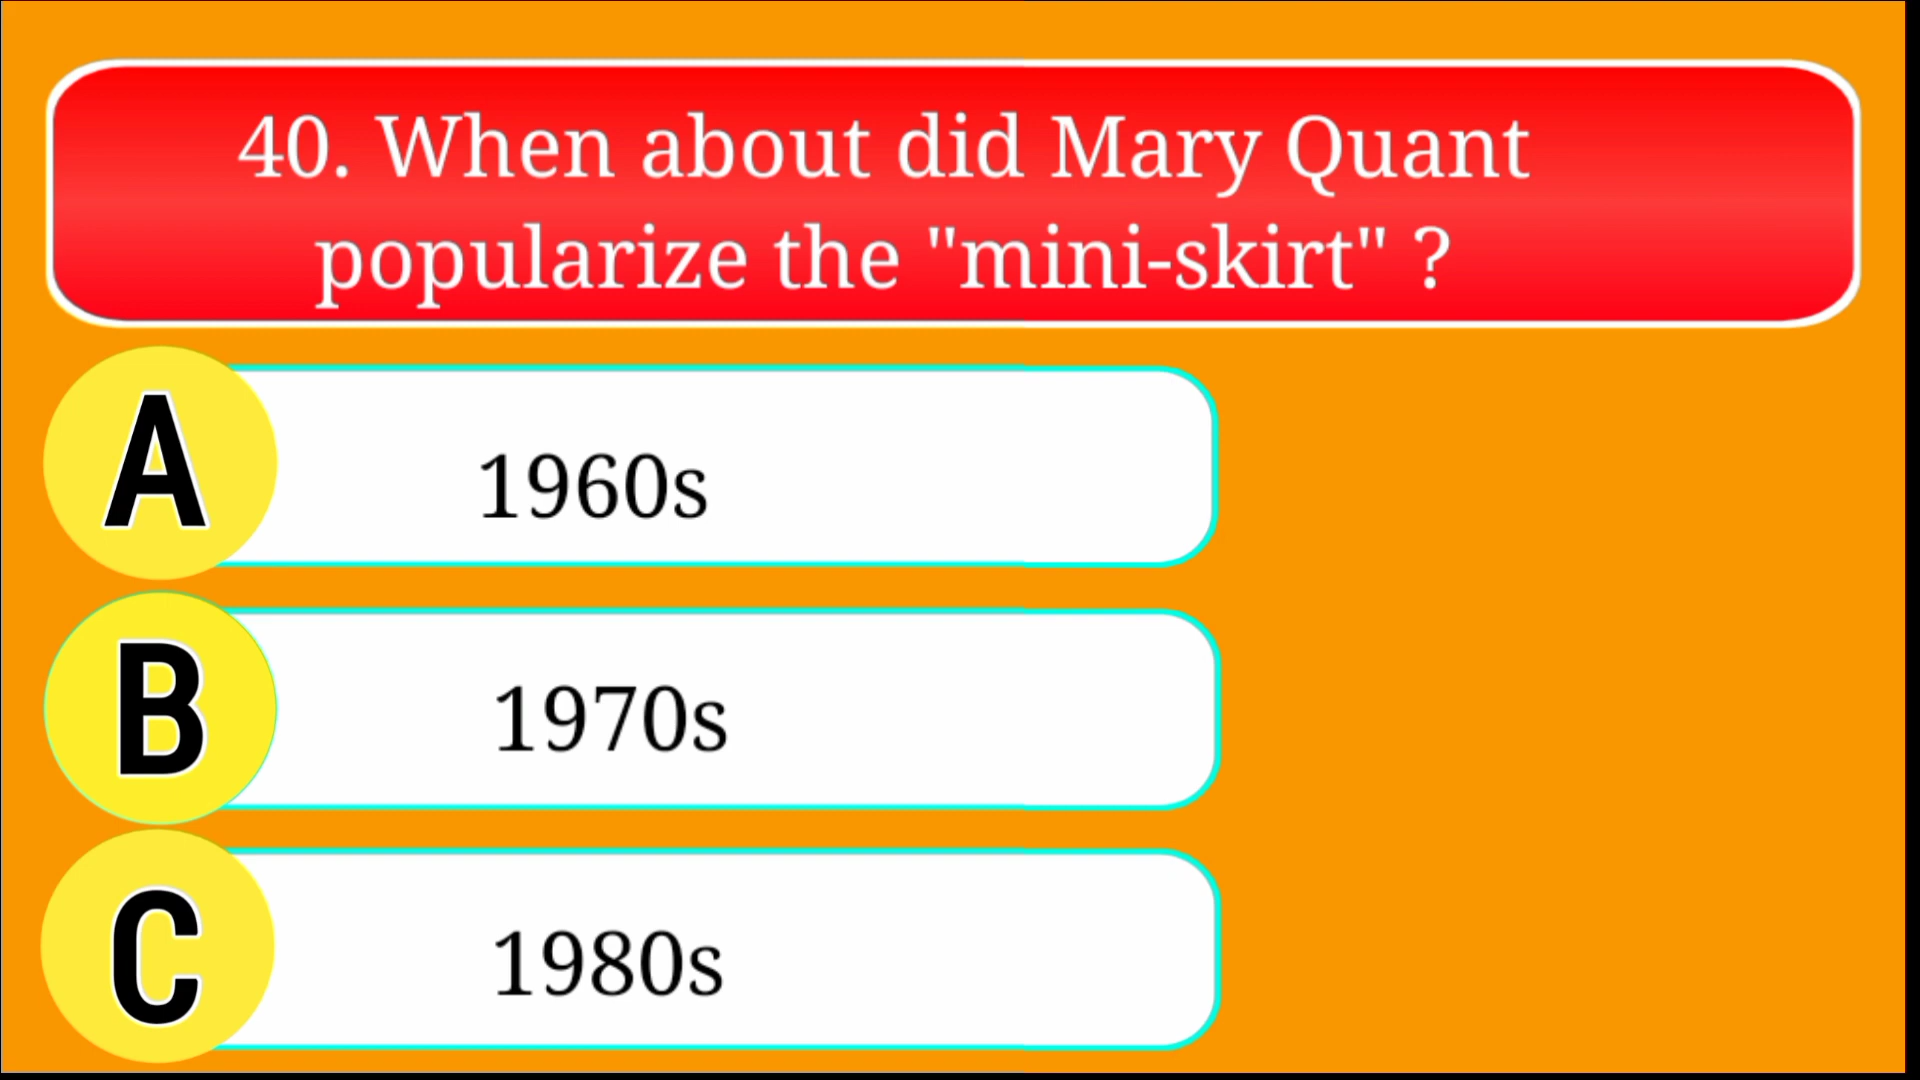 40. When about did Mary Quant
popularize the "mini-skirt" ?
A
1960s
B
1970s
C
1980s